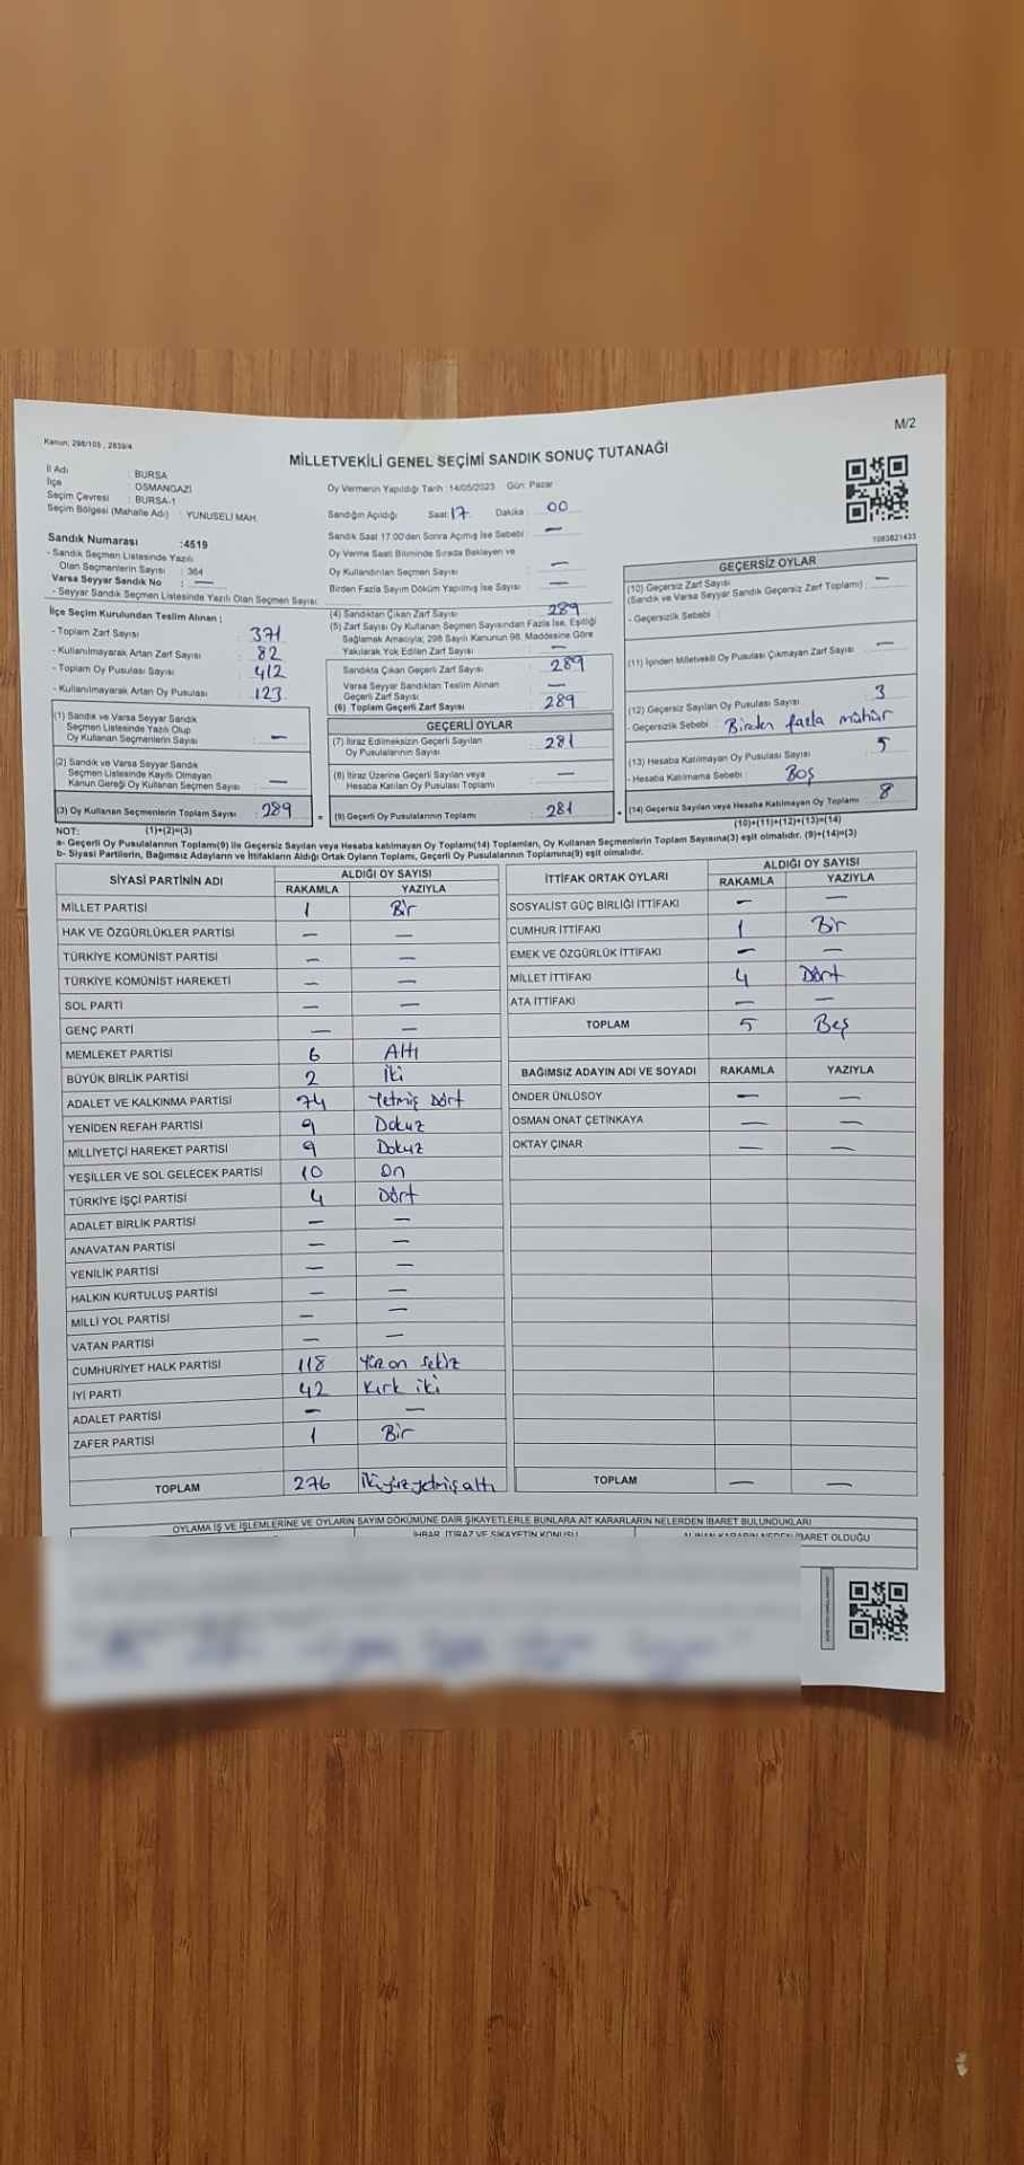 M/2
Kanun; 298/105 , 2839/4
MİLLETVEKİLİ GENEL SEÇİMİ SANDIK SONUÇ TUTANAĞI
İl Adı : BURSA
İlçe : OSMANGAZİ
Seçim Çevresi : BURSA-1
Seçim Bölgesi (Mahalle Adı) : YUNUSELİ MAH.
Sandık Numarası :4519
- Sandık Seçmen Listesinde Yazılı
Olan Seçmenlerin Sayısı : 364
Varsa Seyyar Sandık No : —
- Seyyar Sandık Seçmen Listesinde Yazılı Olan Seçmen Sayısı:
İlçe Seçim Kurulundan Teslim Alınan ;
- Toplam Zarf Sayısı : 371
- Kullanılmayarak Artan Zarf Sayısı : 82
- Toplam Oy Pusulası Sayısı : 412
- Kullanılmayarak Artan Oy Pusulası : 123
(1) Sandık ve Varsa Seyyar Sandık
Seçmen Listesinde Yazılı Olup
Oy Kullanan Seçmenlerin Sayısı : —
(2) Sandık ve Varsa Seyyar Sandık
Seçmen Listesinde Kayıtlı Olmayan
Kanun Gereği Oy Kullanan Seçmen Sayısı : —
(3) Oy Kullanan Seçmenlerin Toplam Sayısı : 289
(1)+(2)=(3)
Oy Vermenin Yapıldığı Tarih :14/05/2023 Gün: Pazar
Sandığın Açıldığı Saat: 17 Dakika : 00
Sandık Saat 17:00'den Sonra Açılmış İse Sebebi : —
Oy Verme Saati Bitiminde Sırada Bekleyen ve
Oy Kullandırılan Seçmen Sayısı : —
Birden Fazla Sayım Döküm Yapılmış İse Sayısı : —
(4) Sandıktan Çıkan Zarf Sayısı : 289
(5) Zarf Sayısı Oy Kullanan Seçmen Sayısından Fazla İse, Eşitliği
Sağlamak Amacıyla; 298 Sayılı Kanunun 98. Maddesine Göre
Yakılarak Yok Edilen Zarf Sayısı : —
Sandıkta Çıkan Geçerli Zarf Sayısı : 289
Varsa Seyyar Sandıktan Teslim Alınan
Geçerli Zarf Sayısı : —
(6) Toplam Geçerli Zarf Sayısı : 289
GEÇERLİ OYLAR
(7) İtiraz Edilmeksizin Geçerli Sayılan
Oy Pusulalarının Sayısı : 281
(8) İtiraz Üzerine Geçerli Sayılan veya
Hesaba Katılan Oy Pusulası Toplamı : —
= (9) Geçerli Oy Pusulalarının Toplamı : 281
1083821433
GEÇERSİZ OYLAR
(10) Geçersiz Zarf Sayısı
(Sandık ve Varsa Seyyar Sandık Geçersiz Zarf Toplamı) : —
- Geçersizlik Sebebi :
(11) İçinden Milletvekili Oy Pusulası Çıkmayan Zarf Sayısı : —
(12) Geçersiz Sayılan Oy Pusulası Sayısı : 3
- Geçersizlik Sebebi : Birden fazla mühür
(13) Hesaba Katılmayan Oy Pusulası Sayısı : 5
- Hesaba Katılmama Sebebi : Boş
+ (14) Geçersiz Sayılan veya Hesaba Katılmayan Oy Toplamı : 8
(10)+(11)+(12)+(13)=(14)
NOT:
a- Geçerli Oy Pusulalarının Toplamı(9) ile Geçersiz Sayılan veya Hesaba katılmayan Oy Toplamı(14) Toplamları, Oy Kullanan Seçmenlerin Toplam Sayısına(3) eşit olmalıdır. (9)+(14)=(3)
b- Siyasi Partilerin, Bağımsız Adayların ve İttifakların Aldığı Ortak Oyların Toplamı, Geçerli Oy Pusulalarının Toplamına(9) eşit olmalıdır.
SİYASİ PARTİNİN ADI ALDIĞI OY SAYISI
RAKAMLA YAZIYLA
MİLLET PARTİSİ 1 Bir
HAK VE ÖZGÜRLÜKLER PARTİSİ — —
TÜRKİYE KOMÜNİST PARTİSİ — —
TÜRKİYE KOMÜNİST HAREKETİ — —
SOL PARTİ — —
GENÇ PARTİ — —
MEMLEKET PARTİSİ 6 Altı
BÜYÜK BİRLİK PARTİSİ 2 İki
ADALET VE KALKINMA PARTİSİ 74 Yetmiş Dört
YENİDEN REFAH PARTİSİ 9 Dokuz
MİLLİYETÇİ HAREKET PARTİSİ 9 Dokuz
YEŞİLLER VE SOL GELECEK PARTİSİ 10 On
TÜRKİYE İŞÇİ PARTİSİ 4 Dört
ADALET BİRLİK PARTİSİ — —
ANAVATAN PARTİSİ — —
YENİLİK PARTİSİ — —
HALKIN KURTULUŞ PARTİSİ — —
MİLLİ YOL PARTİSİ — —
VATAN PARTİSİ — —
CUMHURİYET HALK PARTİSİ 118 Yüz on sekiz
İYİ PARTİ 42 Kırk iki
ADALET PARTİSİ — —
ZAFER PARTİSİ 1 Bir
TOPLAM 276 İkiyüz yetmiş altı
İTTİFAK ORTAK OYLARI ALDIĞI OY SAYISI
RAKAMLA YAZIYLA
SOSYALİST GÜÇ BİRLİĞİ İTTİFAKI — —
CUMHUR İTTİFAKI 1 Bir
EMEK VE ÖZGÜRLÜK İTTİFAKI — —
MİLLET İTTİFAKI 4 Dört
ATA İTTİFAKI — —
TOPLAM 5 Beş
BAĞIMSIZ ADAYIN ADI VE SOYADI RAKAMLA YAZIYLA
ÖNDER ÜNLÜSOY — —
OSMAN ONAT ÇETİNKAYA — —
OKTAY ÇINAR — —
TOPLAM — —
OYLAMA İŞ VE İŞLEMLERİNE VE OYLARIN SAYIM DÖKÜMÜNE DAİR ŞİKAYETLERLE BUNLARA AİT KARARLARIN NELERDEN İBARET BULUNDUKLARI
İHBAR, İTİRAZ VE ŞİKAYETİN KONUSU ALINAN KARARIN NEDEN İBARET OLDUĞU